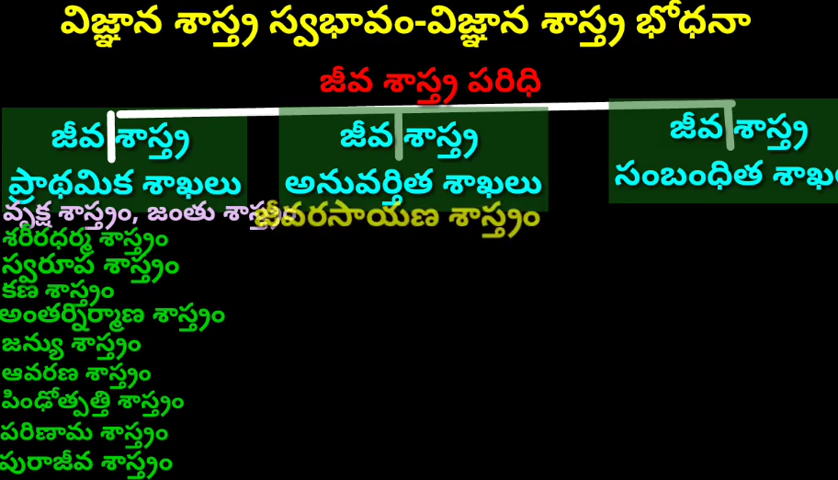 విజ్ఞాన శాస్త్ర స్వభావం-విజ్ఞాన శాస్త్ర భోధనా
జీవ శాస్త్ర పరిధి
జీవ శాస్త్ర
ప్రాథమిక శాఖలు
జీవ శాస్త్ర
అనువర్తిత శాఖలు
జీవ శాస్త్ర
సంబంధిత
వృక్ష శాస్త్రం, జంతు శాస్త్రం
జీవరసాయణ శాస్త్రం
శరీరధర్మ శాస్త్రం
స్వరూప శాస్త్రం
కణ శాస్త్రం
అంతర్నిర్మాణ శాస్త్రం
జన్యు శాస్త్రం
ఆవరణ శాస్త్రం
పిండోత్పత్తి శాస్త్రం
పరిణామ శాస్త్రం
పురాజీవ శాస్త్రం